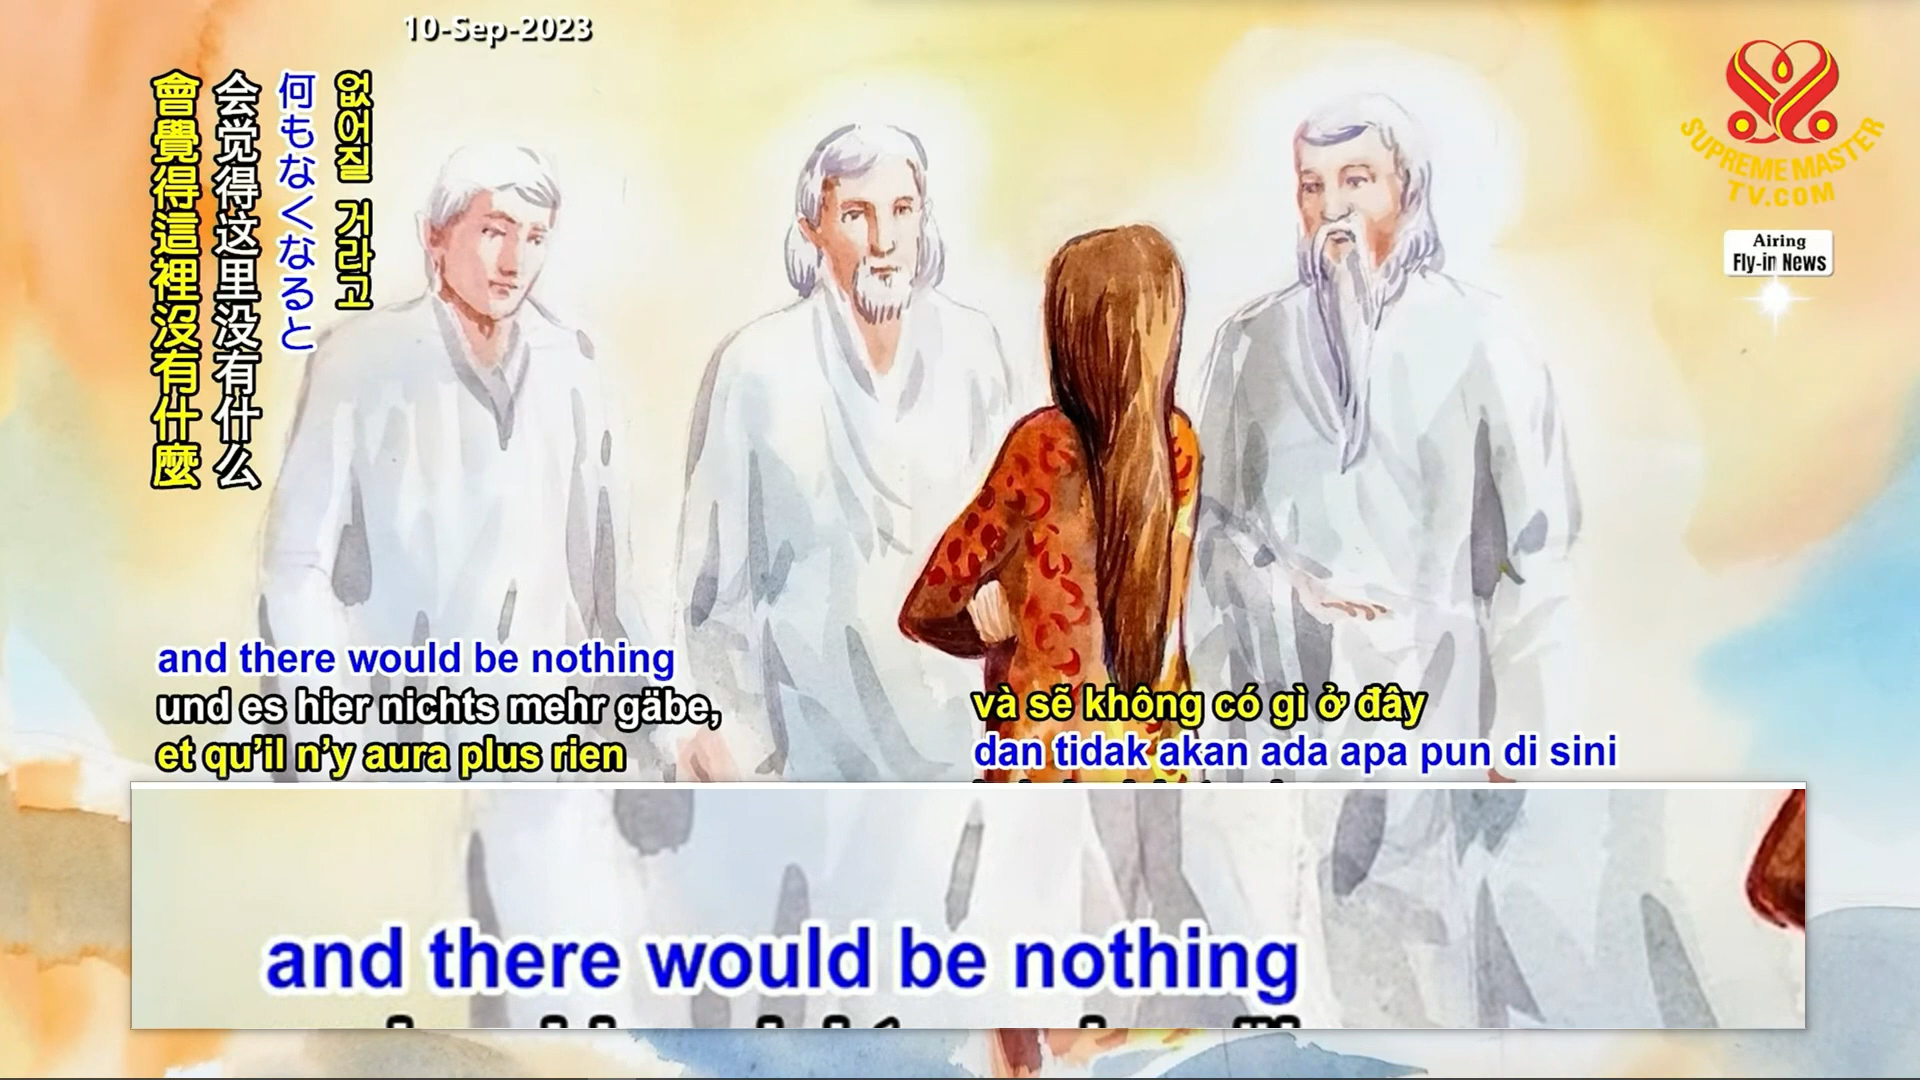 10-Sep-2023
會覺得這裡沒有什麼
会觉得这里没有什么
何もなくなると
없어질 거라고
SUPREME MASTER
TV.COM
Airing
Fly-in News
and there would be nothing
und es hier nichts mehr gäbe,
et qu’il n’y aura plus rien
và sẽ không có gì ở đây
dan tidak akan ada apa pun di sini
and there would be nothing